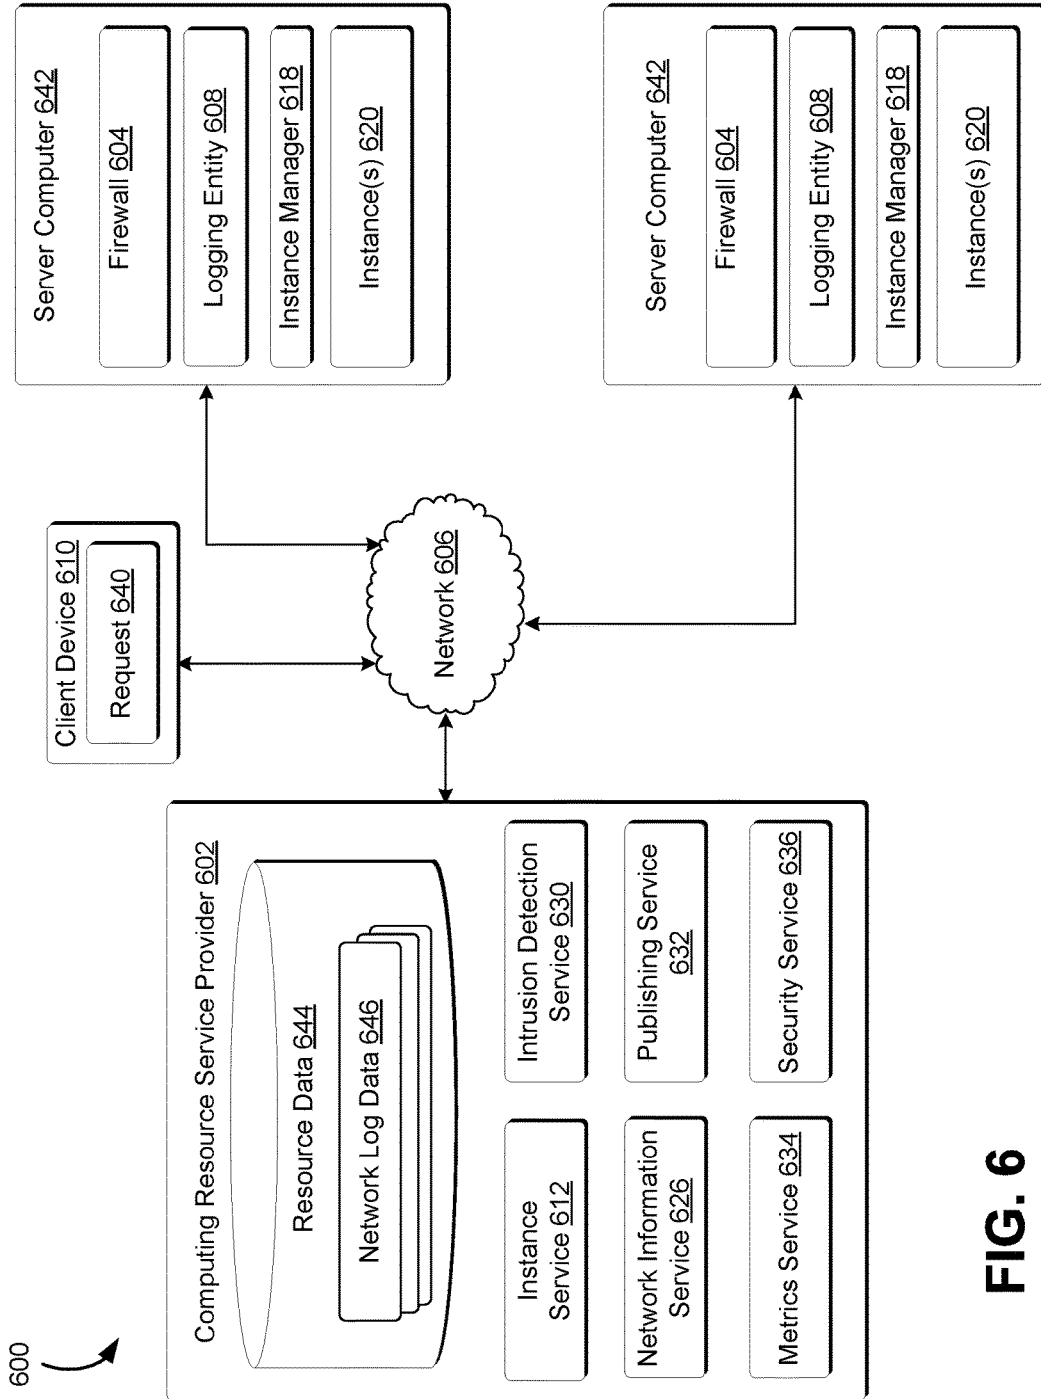 600
Computing Resource Service Provider 602
Resource Data 644
Network Log Data 646
Instance
Service 612
Intrusion Detection
Service 630
Network Information
Service 626
Publishing Service
632
Metrics Service 634
Security Service 636
Client Device 610
Request 640
Network 606
Server Computer 642
Firewall 604
Logging Entity 608
Instance Manager 618
Instance(s) 620
Server Computer 642
Firewall 604
Logging Entity 608
Instance Manager 618
Instance(s) 620
FIG. 6